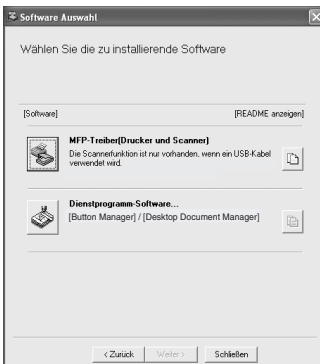 Software Auswahl
Wählen Sie die zu installierende Software
[Software] [README anzeigen]
MFP-Treiber(Drucker und Scanner)
Die Scannerfunktion ist nur vorhanden, wenn ein USB-Kabel
verwendet wird.
Dienstprogramm-Software...
[Button Manager] / [Desktop Document Manager]
< Zurück Weiter > Schließen